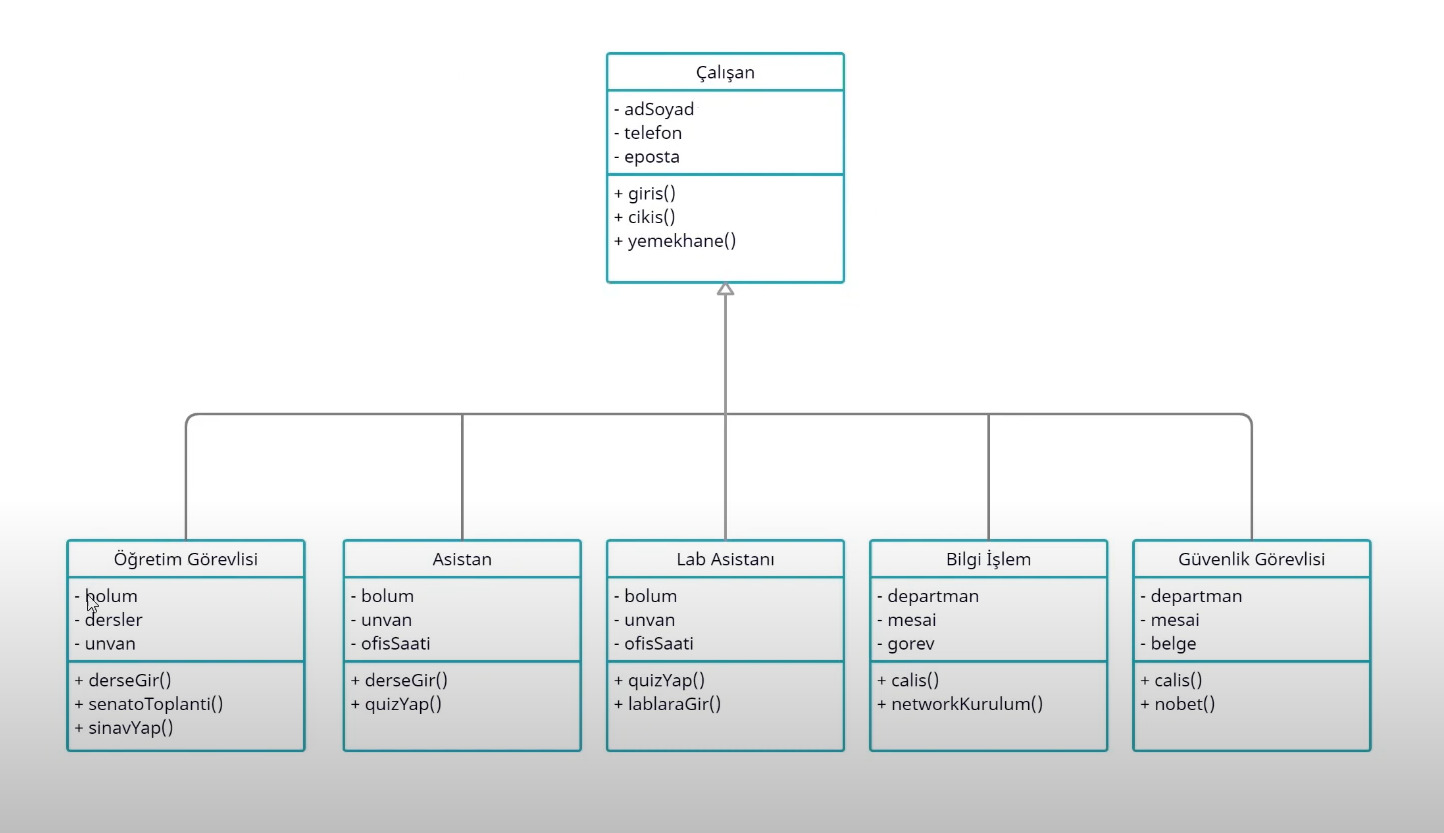 Çalışan
- adSoyad
- telefon
- eposta
+ giris()
+ cikis()
+ yemekhane()
Öğretim Görevlisi
- bolum
- dersler
- unvan
+ derseGir()
+ senatoToplanti()
+ sinavYap()
Asistan
- bolum
- unvan
- ofisSaati
+ derseGir()
+ quizYap()
Lab Asistanı
- bolum
- unvan
- ofisSaati
+ quizYap()
+ lablaraGir()
Bilgi İşlem
- departman
- mesai
- gorev
+ calis()
+ networkKurulum()
Güvenlik Görevlisi
- departman
- mesai
- belge
+ calis()
+ nobet()